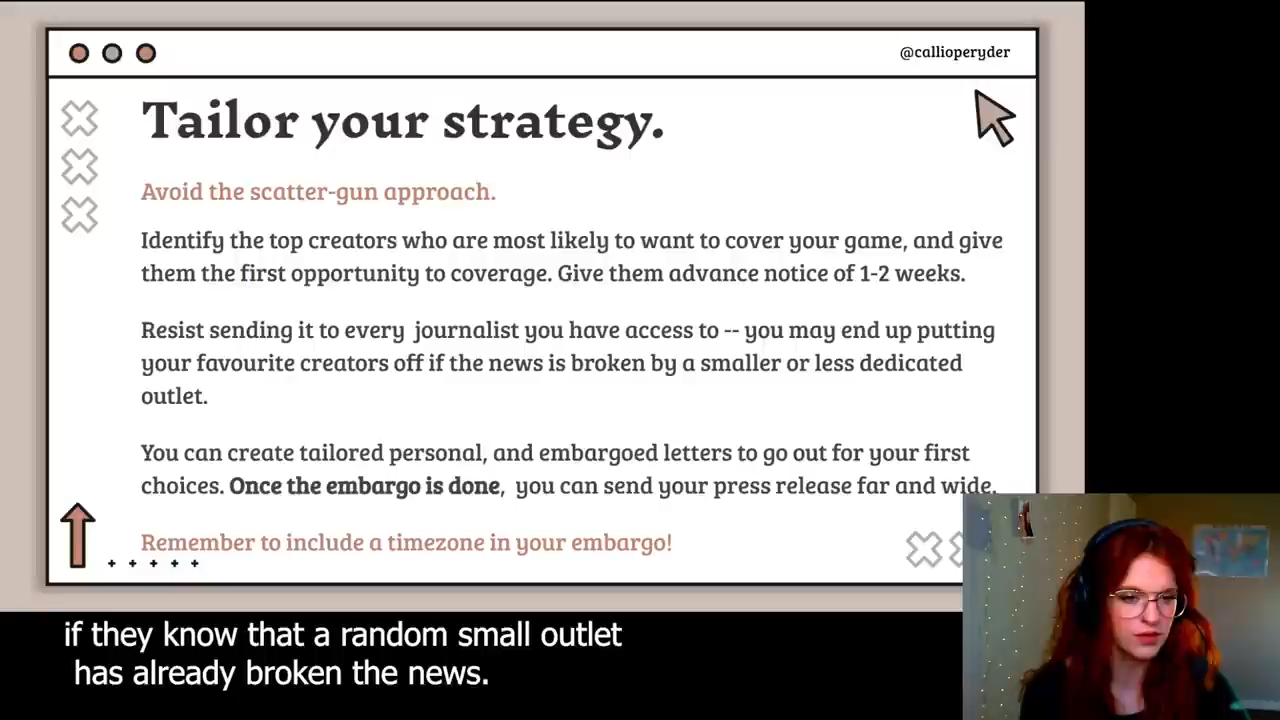 @callioperyder
Tailor your strategy.
Avoid the scatter-gun approach.
Identify the top creators who are most likely to want to cover your game, and give
them the first opportunity to coverage. Give them advance notice of 1-2 weeks.
Resist sending it to every journalist you have access to -- you may end up putting
your favourite creators off if the news is broken by a smaller or less dedicated
outlet.
You can create tailored personal, and embargoed letters to go out for your first
choices. Once the embargo is done, you can send your press release far and wide.
Remember to include a timezone in your embargo!
if they know that a random small outlet
has already broken the news.